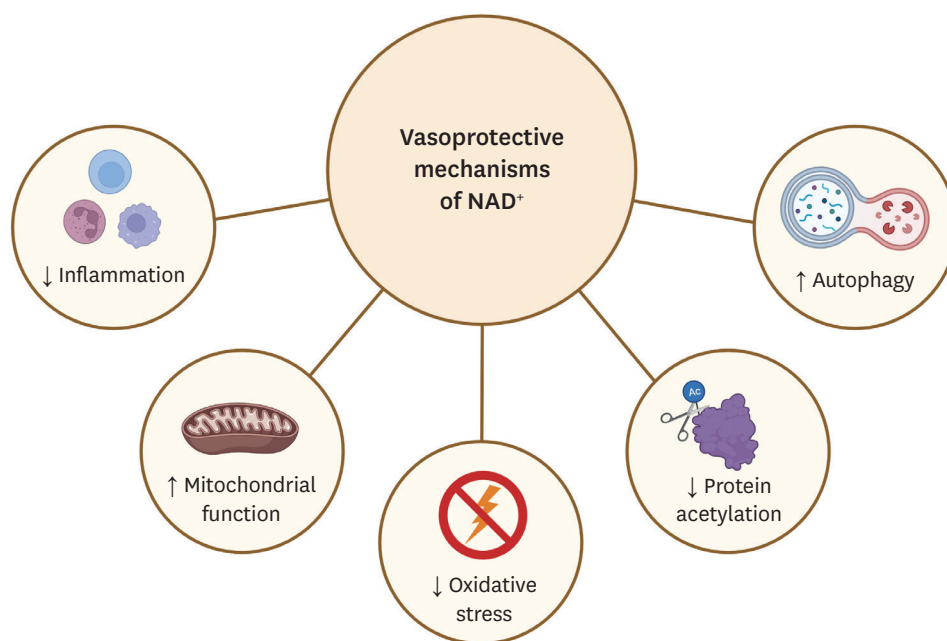 Vasoprotective
mechanisms
of NAD⁺
↓ Inflammation
↑ Mitochondrial
function
↓ Oxidative
stress
Ac
↓ Protein
acetylation
↑ Autophagy